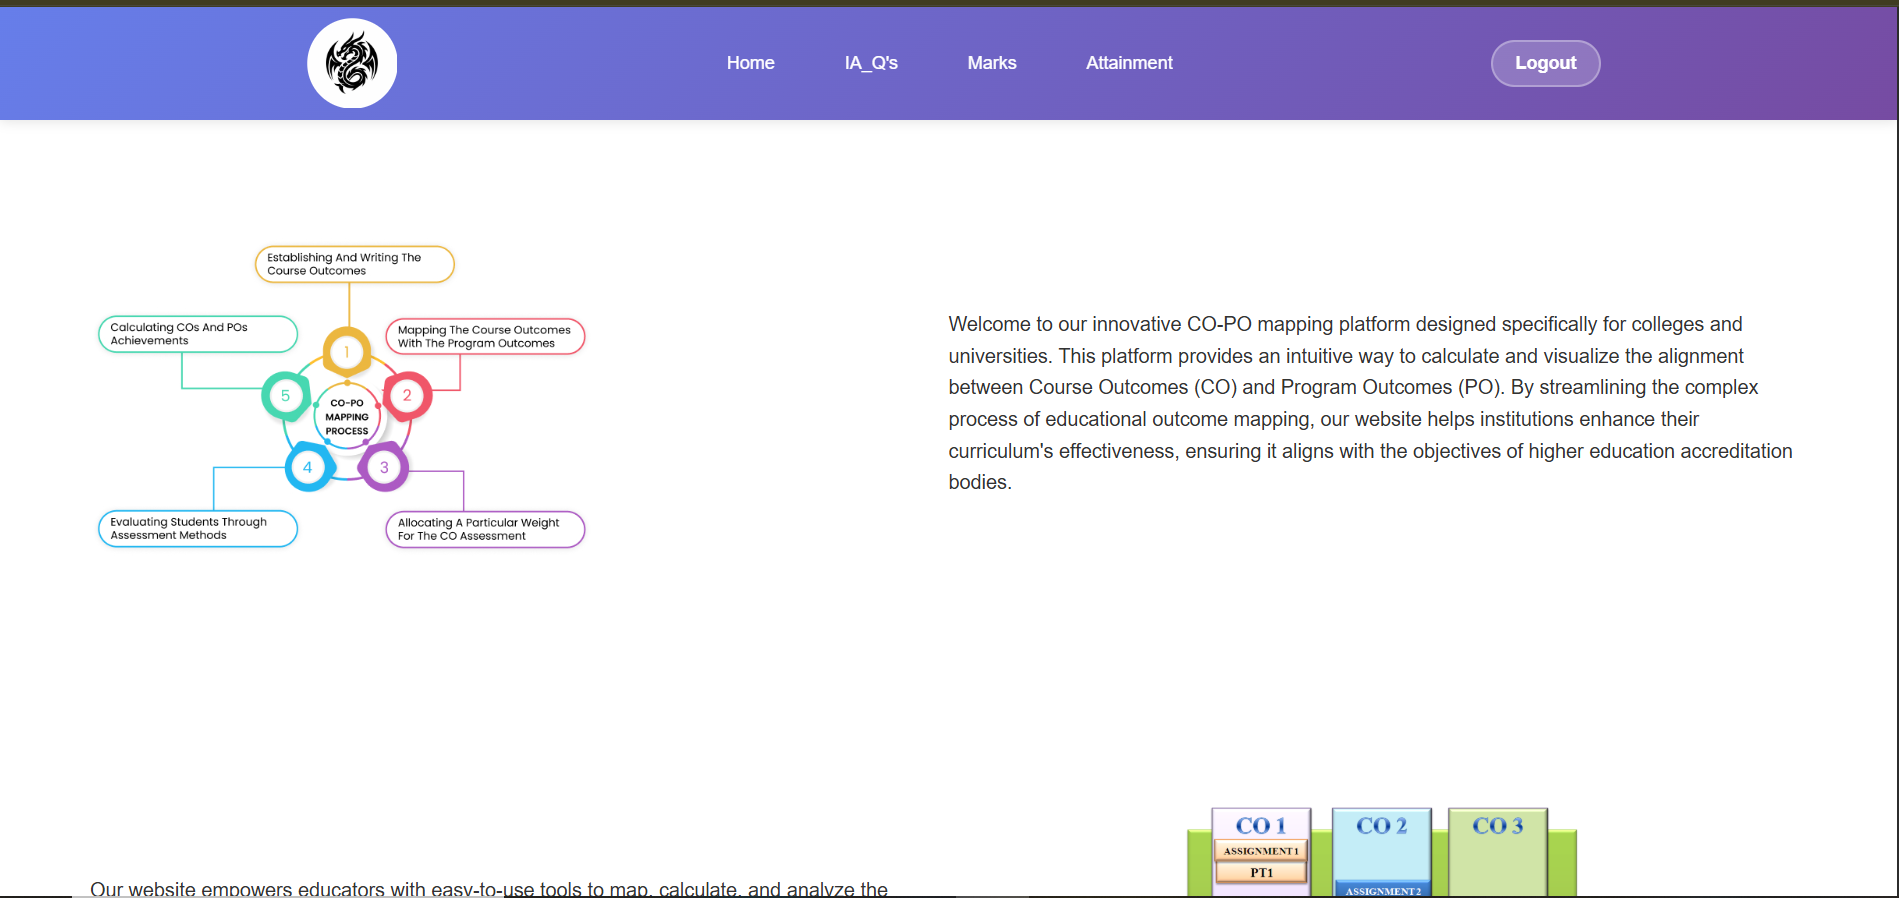 Home
IA_Q's
Marks
Attainment
Logout
Establishing And Writing The
Course Outcomes
Calculating COs And POs
Achievements
Mapping The Course Outcomes
With The Program Outcomes
1
5
2
CO-PO
MAPPING
PROCESS
4
3
Evaluating Students Through
Assessment Methods
Allocating A Particular Weight
For The CO Assessment
Welcome to our innovative CO-PO mapping platform designed specifically for colleges and
universities. This platform provides an intuitive way to calculate and visualize the alignment
between Course Outcomes (CO) and Program Outcomes (PO). By streamlining the complex
process of educational outcome mapping, our website helps institutions enhance their
curriculum's effectiveness, ensuring it aligns with the objectives of higher education accreditation
bodies.
Our website empowers educators with easy-to-use tools to map, calculate, and analyze the
CO 1
ASSIGNMENT1
PT1
CO 2
ASSIGNMENT2
CO 3